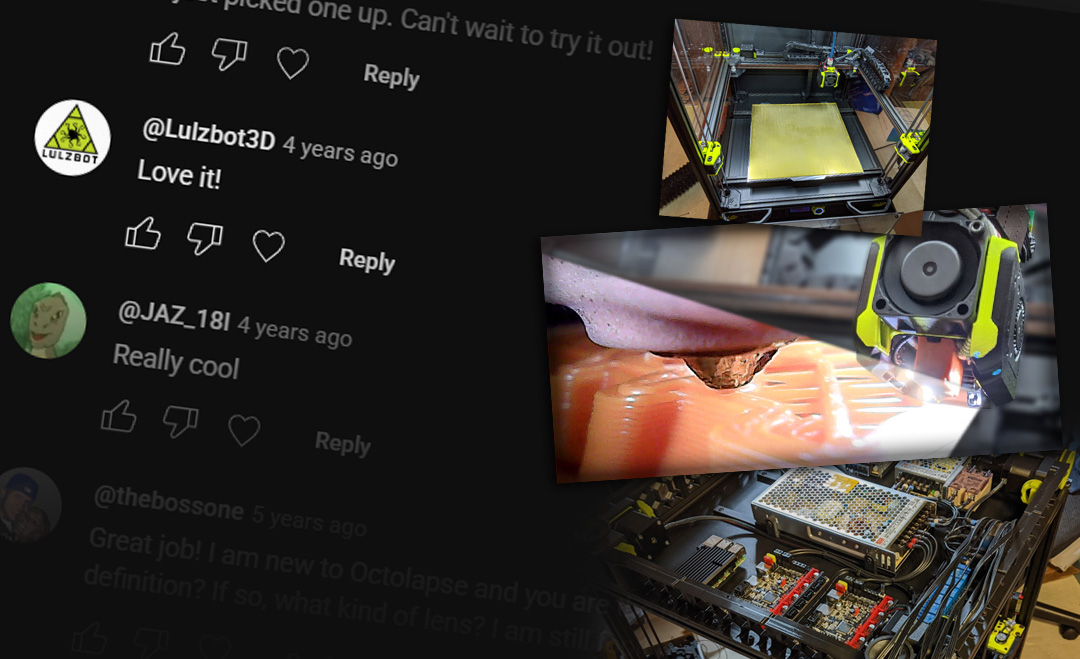 just picked one up. Can't wait to try it out!
Reply
LULZBOT
@Lulzbot3D 4 years ago
Love it!
Reply
@JAZ_18I 4 years ago
Really cool
Reply
@thebossone 5 years ago
Great job! I am new to Octolapse and you are
definition? If so, what kind of lens? I am still